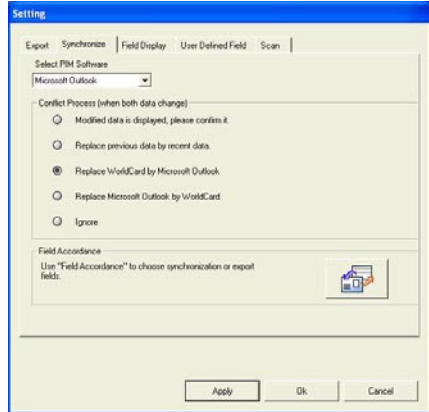 Setting
Export Synchronize Field Display User Defined Field Scan
Select PIM Software
Microsoft Outlook
Conflict Process (when both data change)
Modified data is displayed, please confirm it.
Replace previous data by recent data.
Replace WorldCard by Microsoft Outlook
Replace Microsoft Outlook by WorldCard
Ignore
Field Accordance
Use "Field Accordance" to choose synchronization or export
fields.
Apply Ok Cancel